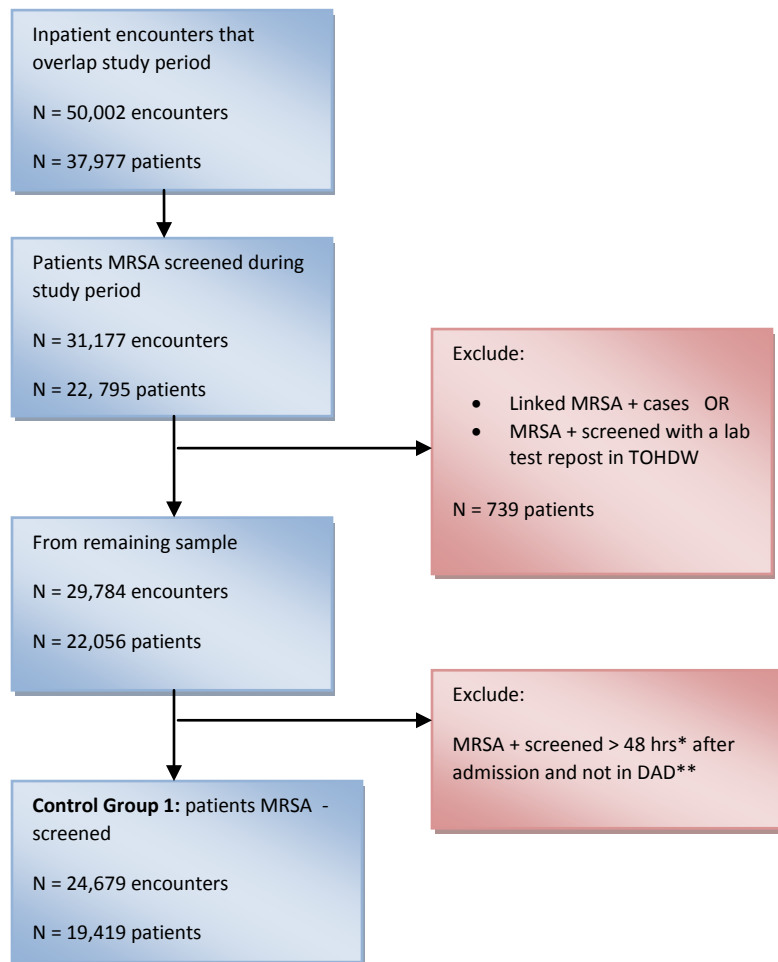 Inpatient encounters that
overlap study period
N = 50,002 encounters
N = 37,977 patients
Patients MRSA screened during
study period
N = 31,177 encounters
N = 22, 795 patients
Exclude:
• Linked MRSA + cases OR
• MRSA + screened with a lab
test repost in TOHDW
N = 739 patients
From remaining sample
N = 29,784 encounters
N = 22,056 patients
Exclude:
MRSA + screened > 48 hrs* after
admission and not in DAD**
Control Group 1: patients MRSA -
screened
N = 24,679 encounters
N = 19,419 patients